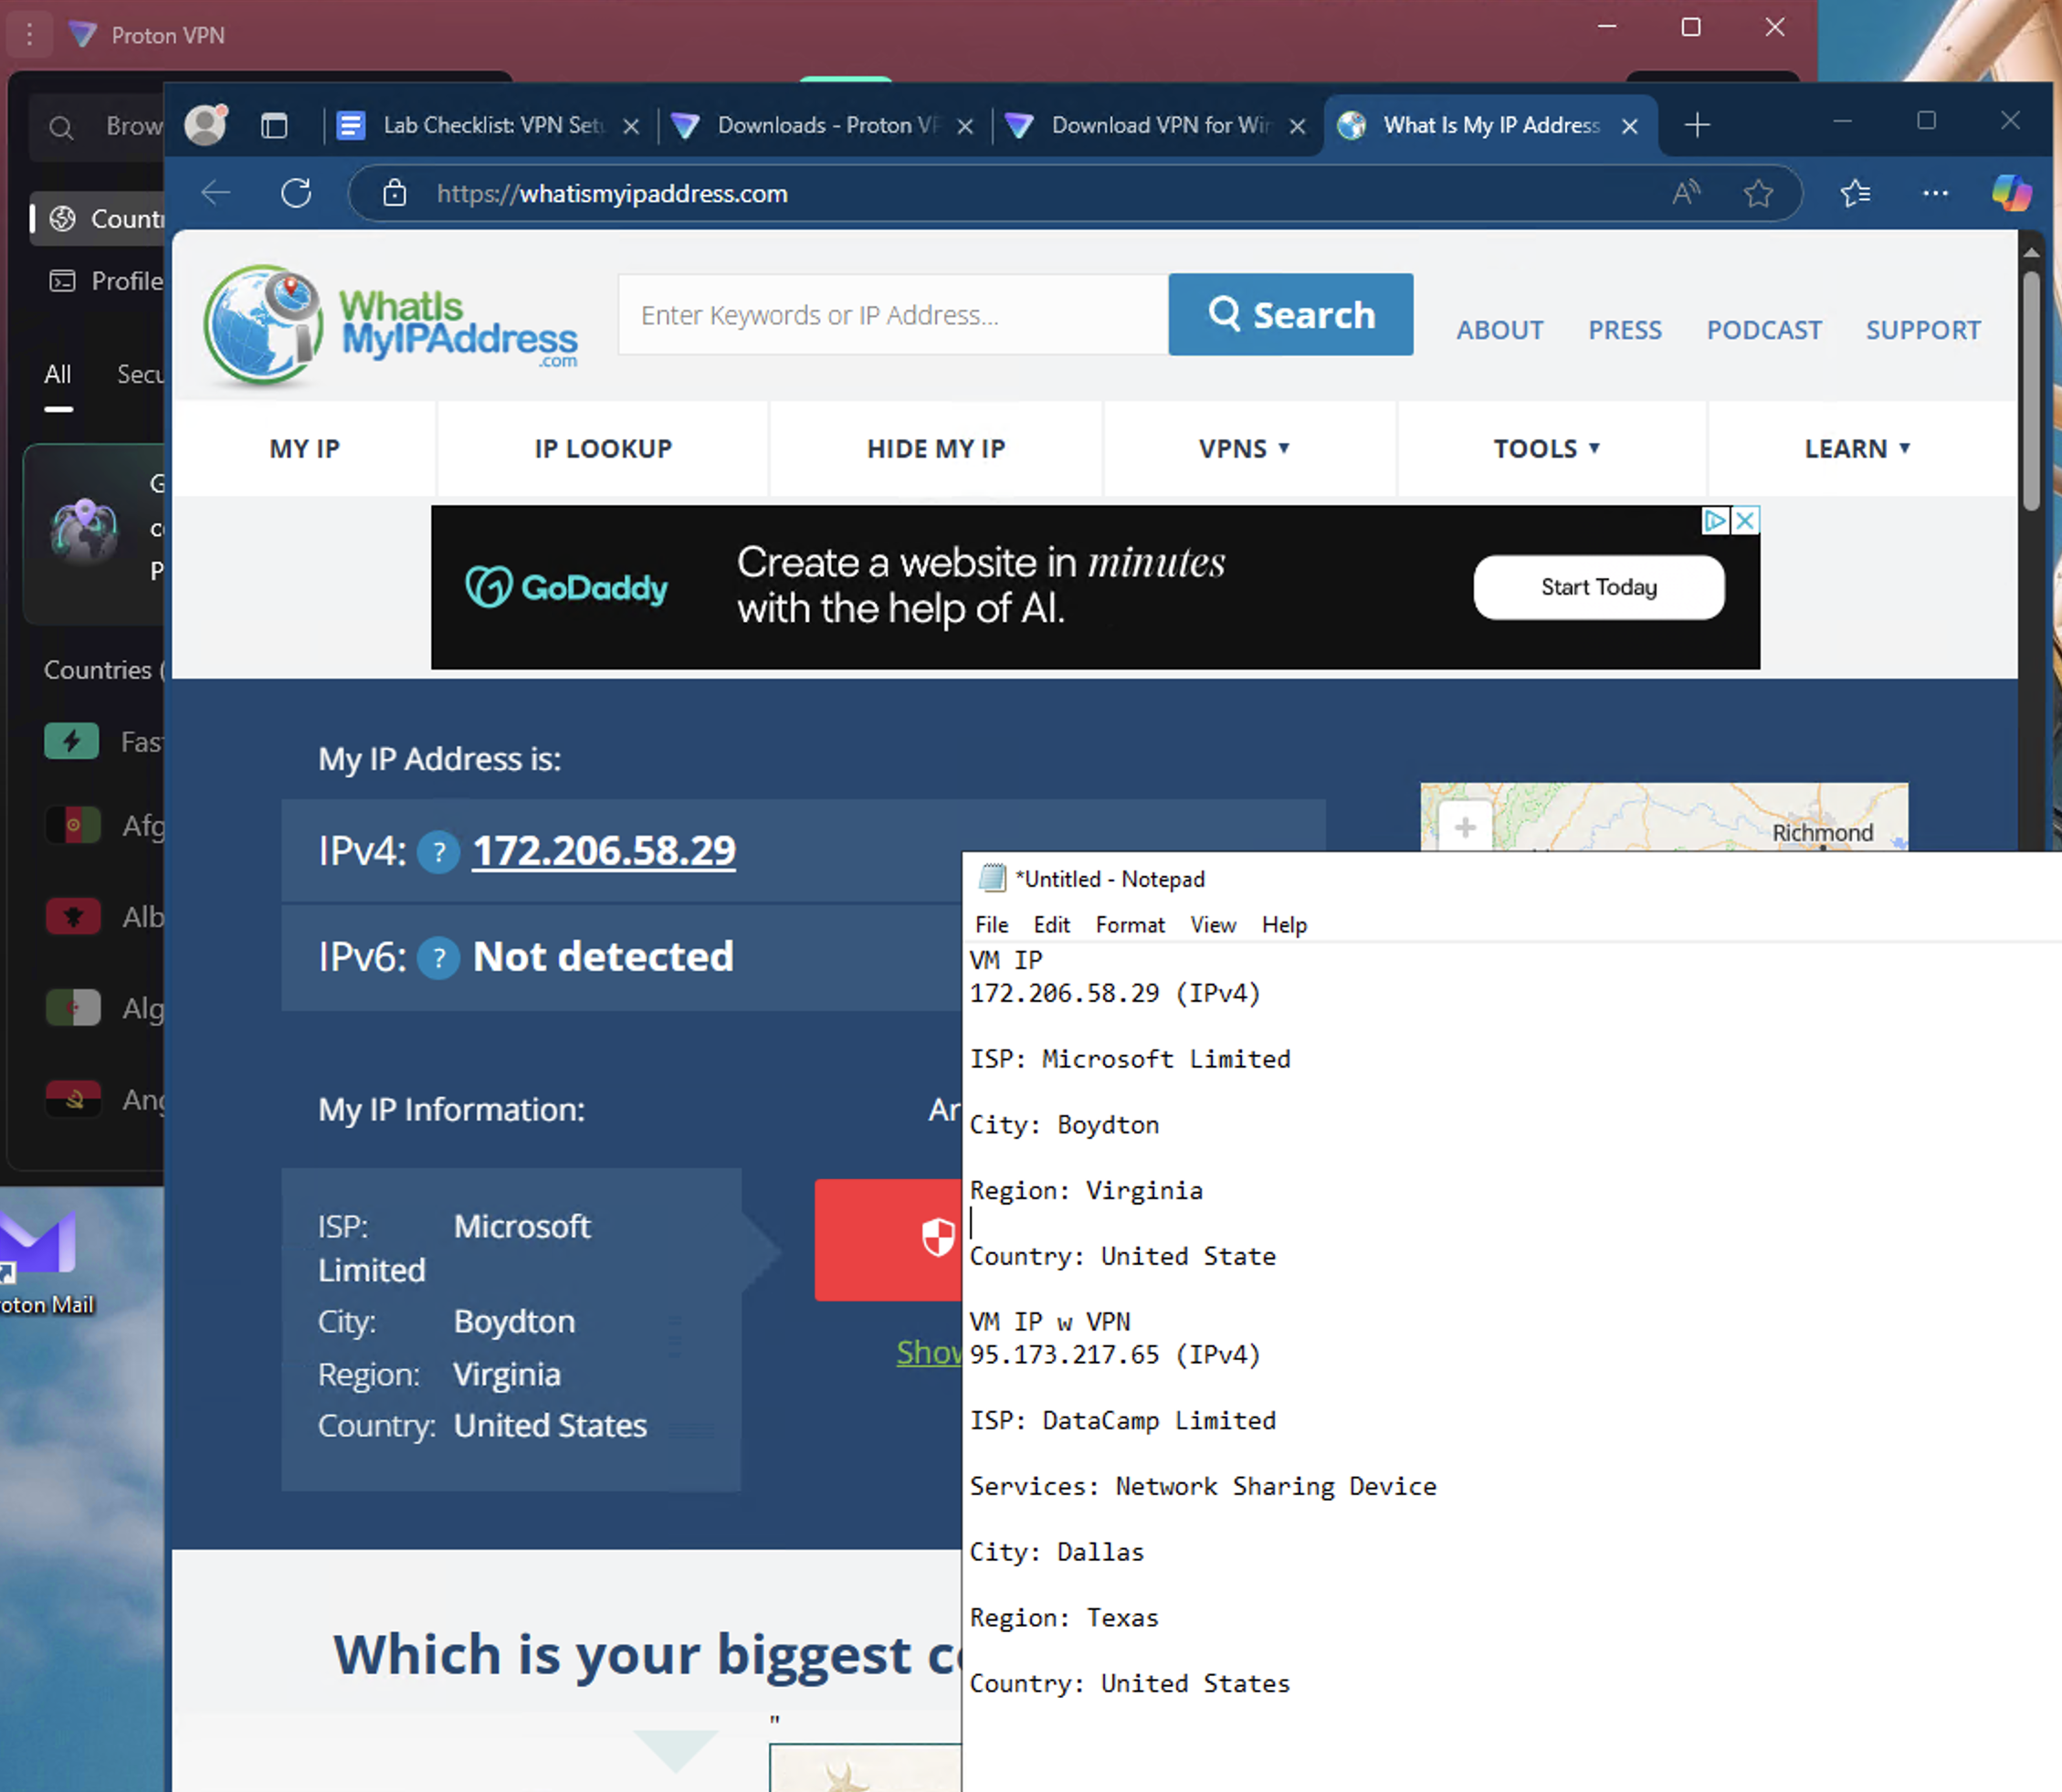 Proton VPN
Brow
Lab Checklist: VPN Setu
Downloads - Proton VP
Download VPN for Win
What Is My IP Address
https://whatismyipaddress.com
Countr
Profile
All
Secu
WhatIs
MyIPAddress
.com
Enter Keywords or IP Address...
Search
ABOUT
PRESS
PODCAST
SUPPORT
MY IP
IP LOOKUP
HIDE MY IP
VPNS ▼
TOOLS ▼
LEARN ▼
G
c
P
GoDaddy
Create a website in minutes
with the help of AI.
Start Today
Countries (
Fas
Afg
Alb
Alg
Ang
My IP Address is:
IPv4: ? 172.206.58.29
IPv6: ? Not detected
Richmond
My IP Information:
Ar
ISP: Microsoft
Limited
City: Boydton
Region: Virginia
Country: United States
Show
roton Mail
Which is your biggest co
"
*Untitled - Notepad
File Edit Format View Help
VM IP
172.206.58.29 (IPv4)
ISP: Microsoft Limited
City: Boydton
Region: Virginia
Country: United State
VM IP w VPN
95.173.217.65 (IPv4)
ISP: DataCamp Limited
Services: Network Sharing Device
City: Dallas
Region: Texas
Country: United States